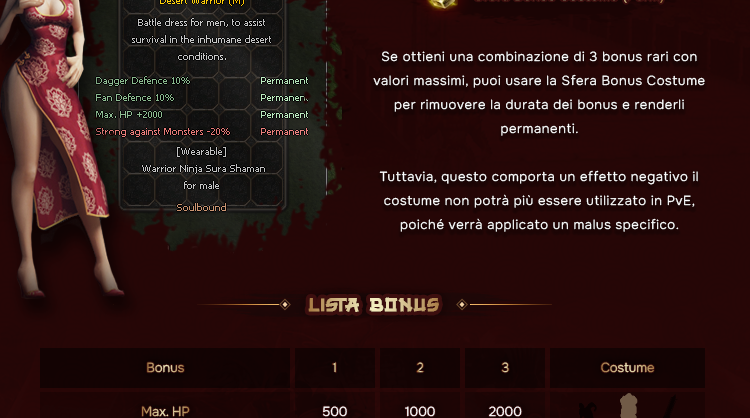 Desert Warrior (M)
Battle dress for men, to assist
survival in the inhumane desert
conditions.
Dagger Defence 10% Permanent
Fan Defence 10% Permanen.
Max. HP +2000 Permanent
Strong against Monsters -20% Permanent
[Wearable]
Warrior Ninja Sura Shaman
for male
Soulbound
Se ottieni una combinazione di 3 bonus rari con
valori massimi, puoi usare la Sfera Bonus Costume
per rimuovere la durata dei bonus e renderli
permanenti.
Tuttavia, questo comporta un effetto negativo il
costume non potrà più essere utilizzato in PvE,
poiché verrà applicato un malus specifico.
LISTA BONUS
Bonus 1 2 3 Costume
Max. HP 500 1000 2000